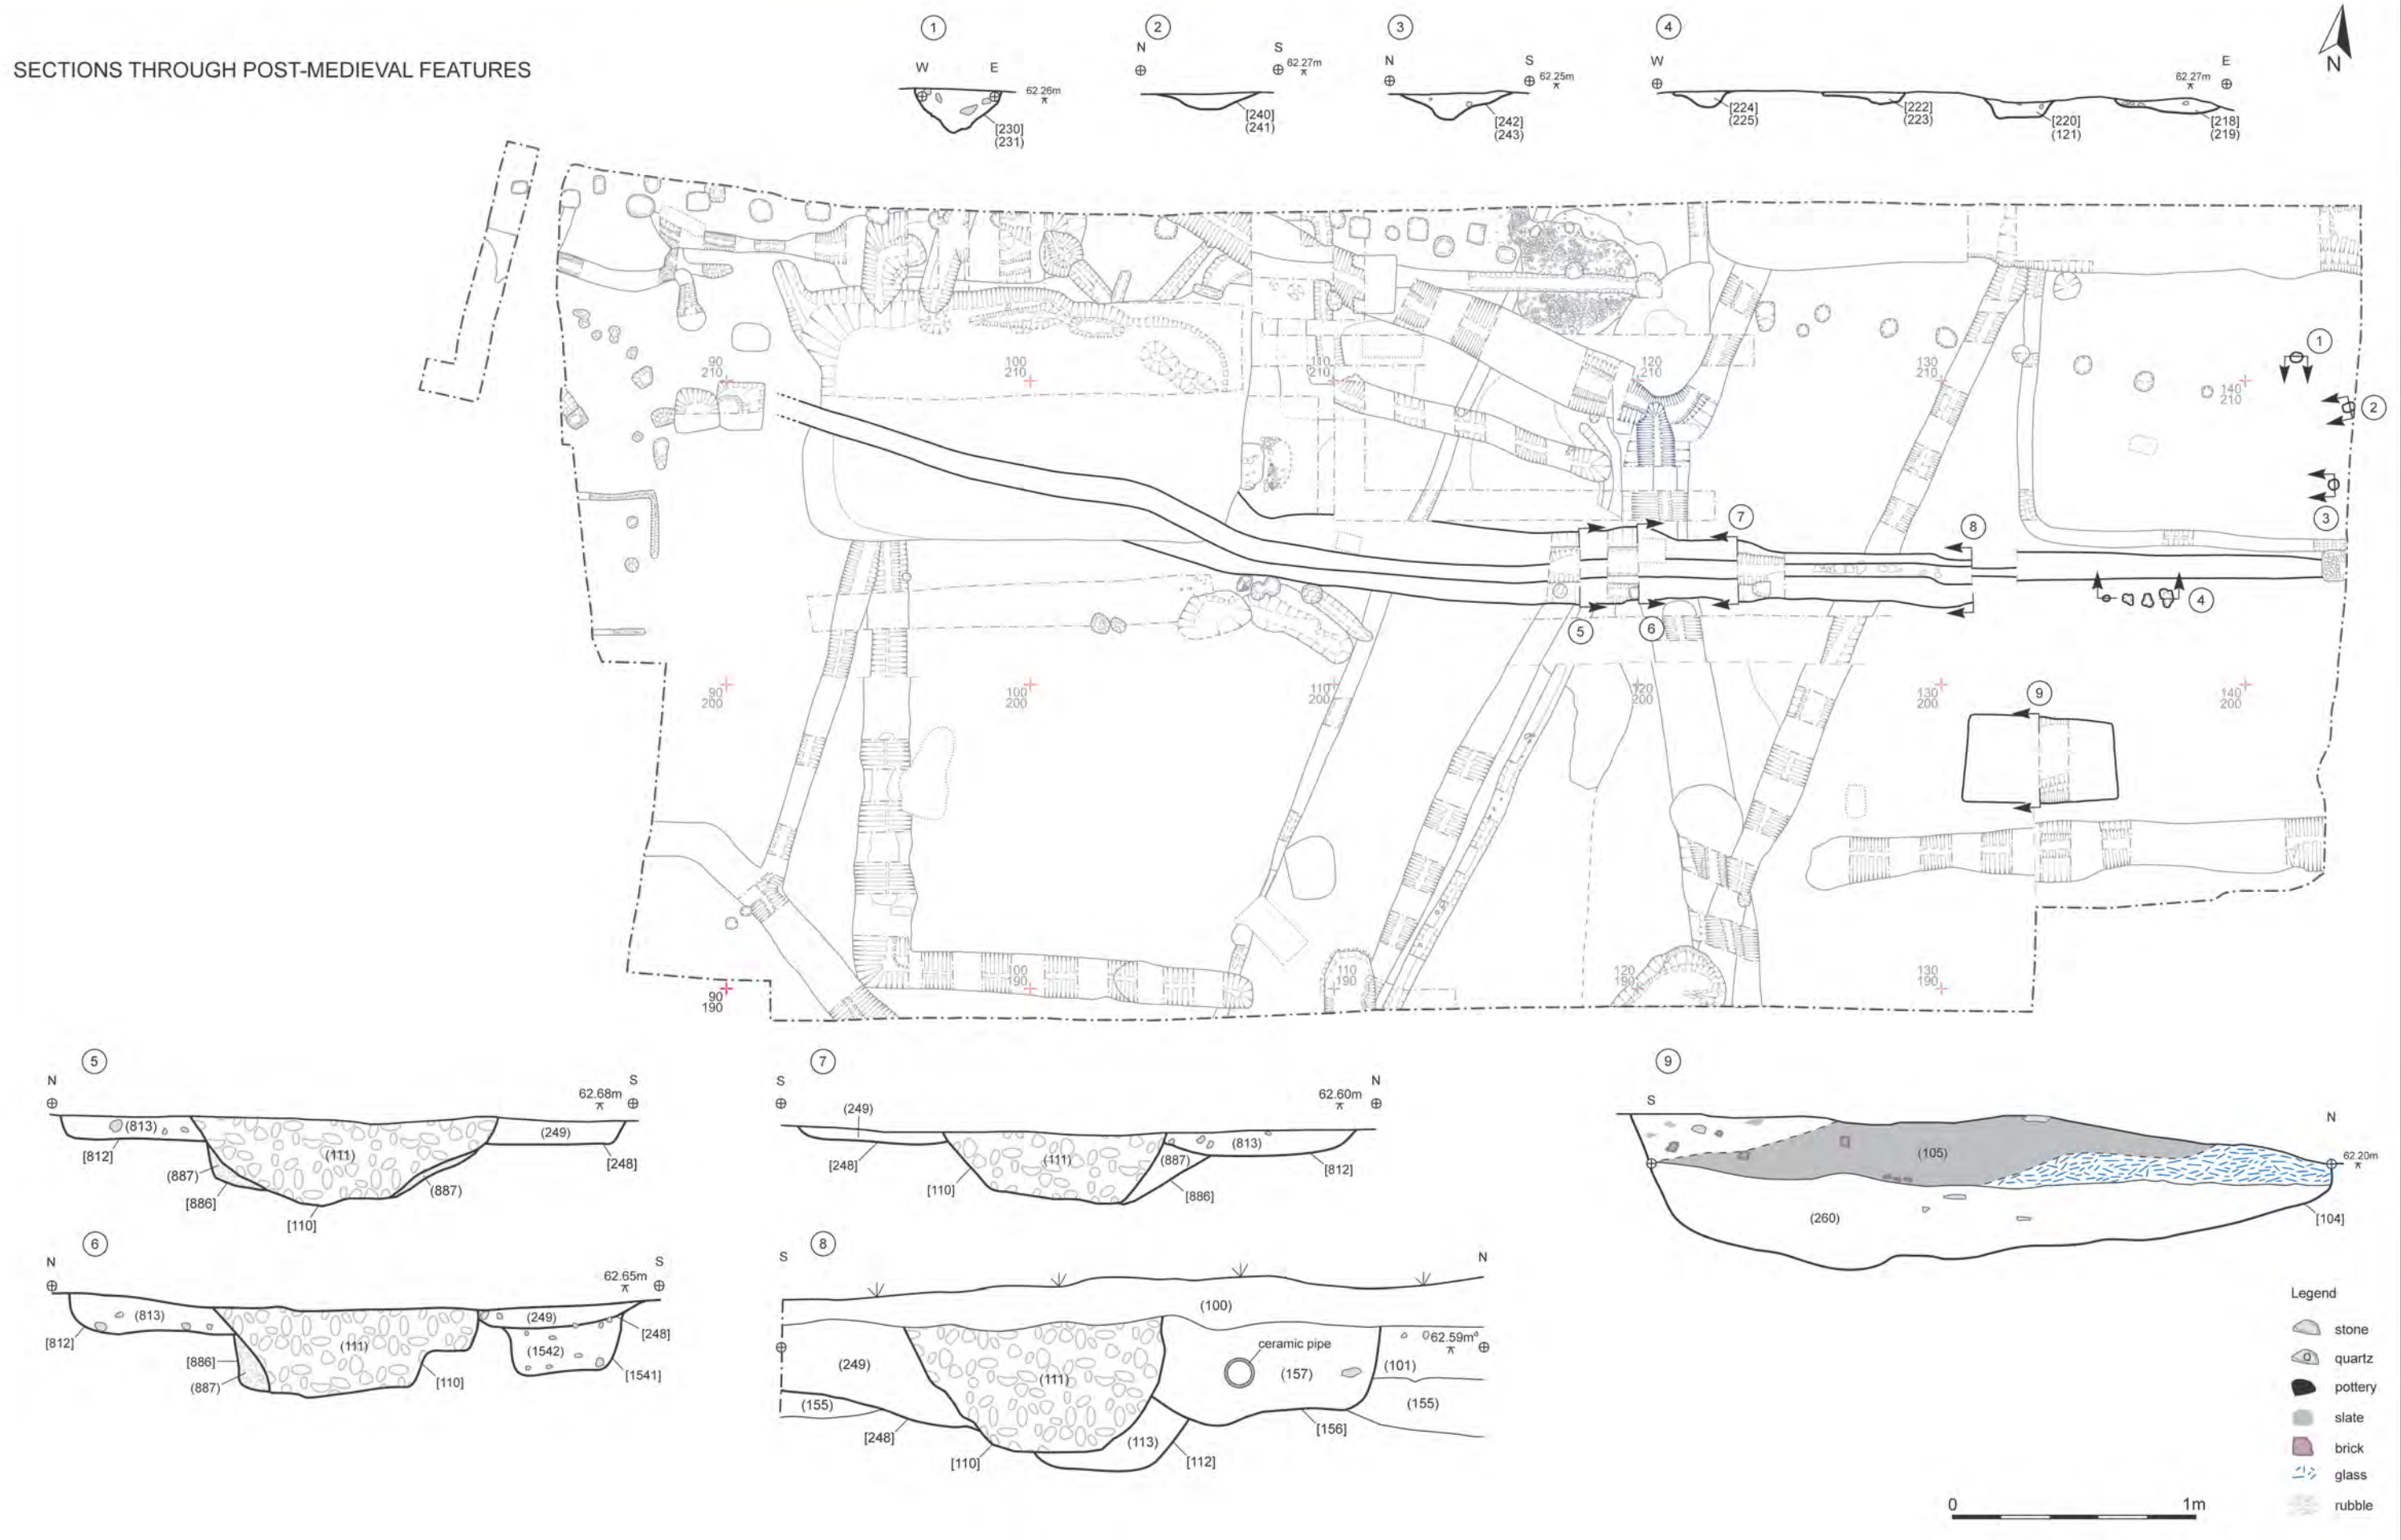 SECTIONS THROUGH POST-MEDIEVAL FEATURES
1
W
E
62.26m
[230]
(231)
2
N
S
62.27m
[240]
(241)
3
N
S
62.25m
[242]
(243)
4
W
E
62.27m
[224]
(225)
[222]
(223)
[220]
(121)
[218]
(219)
N
90
210
100
210
110
210
120
210
130
210
140
210
1
2
3
7
8
5
6
4
90
200
100
200
110
200
120
200
130
200
140
200
9
90
190
100
190
110
190
120
190
130
190
5
N
S
62.68m
(813)
[812]
(111)
(249)
[248]
(887)
[886]
(887)
[110]
6
N
S
62.65m
(813)
[812]
(111)
(249)
[248]
(1542)
[1541]
[886]
(887)
[110]
7
S
N
62.60m
(249)
[248]
(111)
(887)
(813)
[812]
[110]
[886]
8
S
N
(100)
62.59m
ceramic pipe
(249)
(111)
(157)
(101)
(155)
(155)
[248]
[156]
(113)
[110]
[112]
9
S
N
62.20m
(105)
(260)
[104]
Legend
stone
quartz
pottery
slate
brick
glass
rubble
0
1m